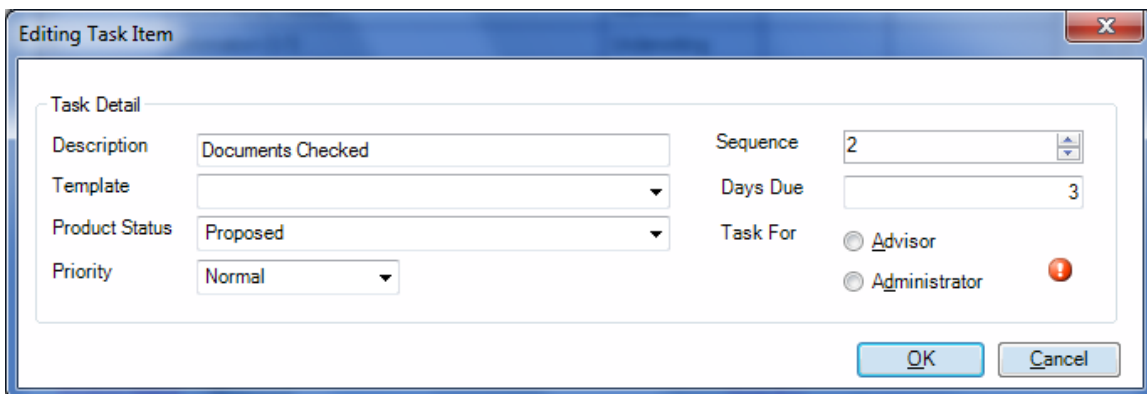 Editing Task Item
Task Detail
Description Documents Checked
Template
Product Status Proposed
Priority Normal
Sequence 2
Days Due 3
Task For Advisor
Administrator
OK Cancel